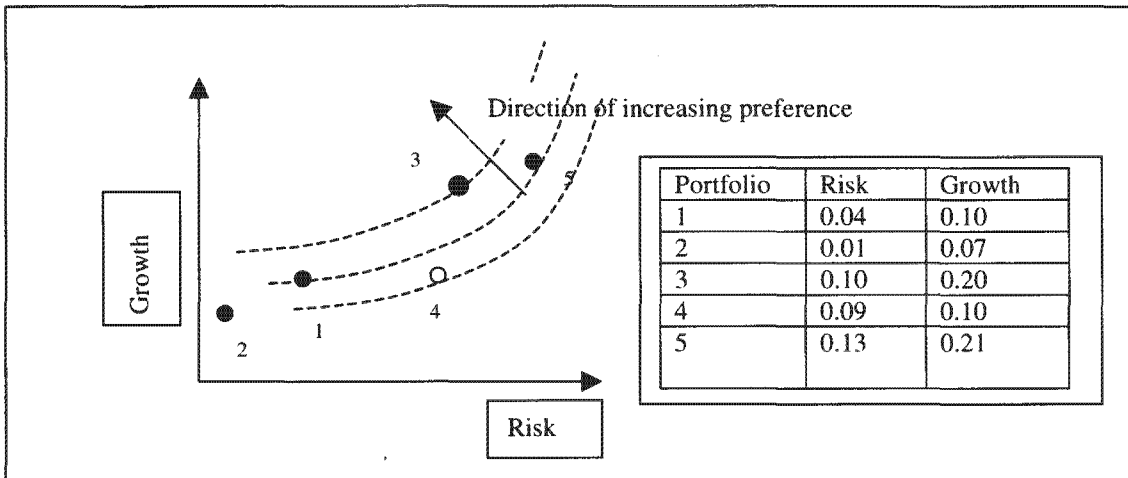 Direction of increasing preference
3
5
Growth
4
1
2
Risk
Portfolio Risk Growth
1 0.04 0.10
2 0.01 0.07
3 0.10 0.20
4 0.09 0.10
5 0.13 0.21